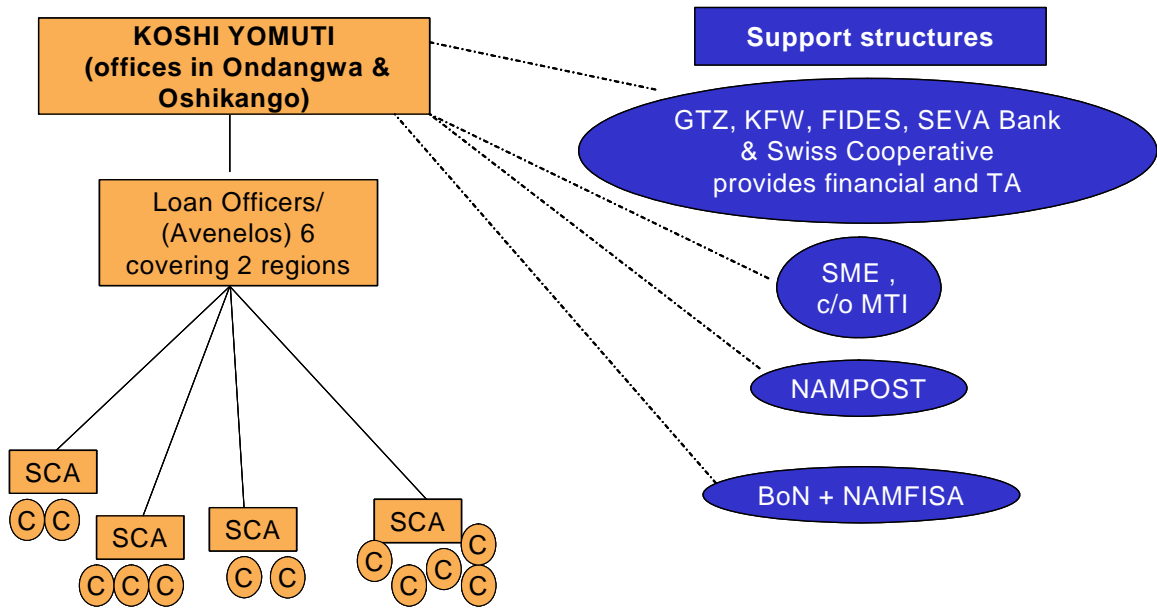 KOSHI YOMUTI
(offices in Ondangwa &
Oshikango)
Support structures
GTZ, KFW, FIDES, SEVA Bank
& Swiss Cooperative
provides financial and TA
Loan Officers/
(Avenelos) 6
covering 2 regions
SME ,
c/o MTI
NAMPOST
BoN + NAMFISA
SCA
C C
SCA
C C C
SCA
C C
SCA
C C C C C